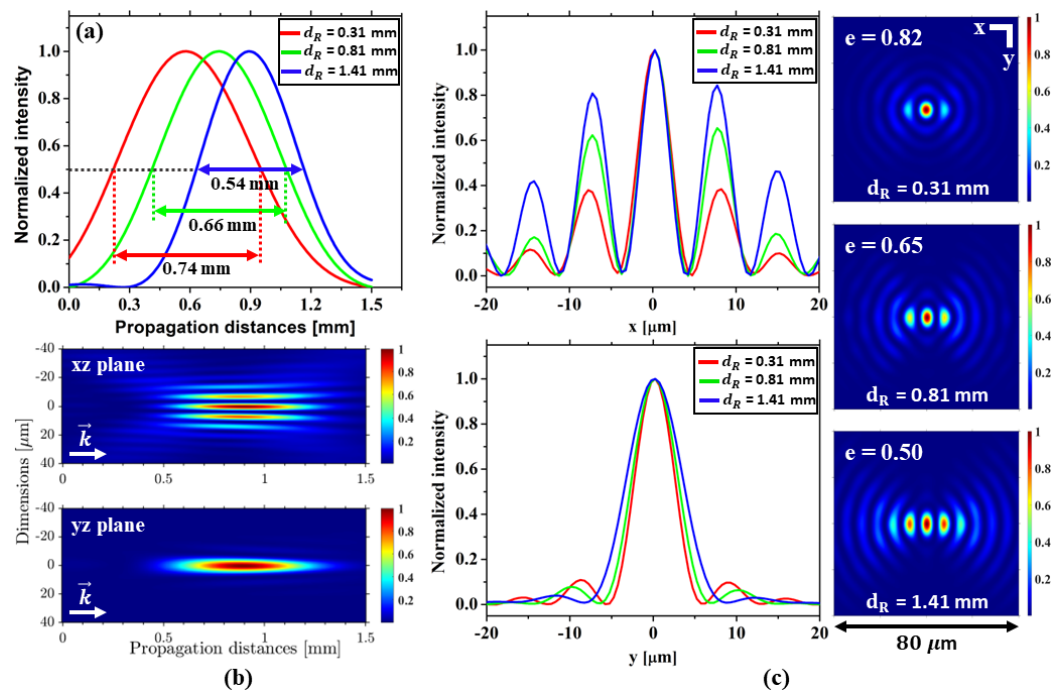 (a)
d_R = 0.31 mm
d_R = 0.81 mm
d_R = 1.41 mm
Normalized intensity
1.0
0.8
0.6
0.4
0.2
0.0
0.54 mm
0.66 mm
0.74 mm
0.0 0.3 0.6 0.9 1.2 1.5
Propagation distances [mm]
xz plane
k
-40
-20
0
20
40
0 0.5 1 1.5
1
0.8
0.6
0.4
0.2
Dimensions [μm]
yz plane
k
-40
-20
0
20
40
0 0.5 1 1.5
1
0.8
0.6
0.4
0.2
Propagation distances [mm]
(b)
d_R = 0.31 mm
d_R = 0.81 mm
d_R = 1.41 mm
Normalized intensity
1.0
0.8
0.6
0.4
0.2
0.0
-20 -10 0 10 20
x [μm]
d_R = 0.31 mm
d_R = 0.81 mm
d_R = 1.41 mm
Normalized intensity
1.0
0.8
0.6
0.4
0.2
0.0
-20 -10 0 10 20
y [μm]
e = 0.82
x
y
d_R = 0.31 mm
1
0.8
0.6
0.4
0.2
e = 0.65
d_R = 0.81 mm
1
0.8
0.6
0.4
0.2
e = 0.50
d_R = 1.41 mm
1
0.8
0.6
0.4
0.2
80 μm
(c)